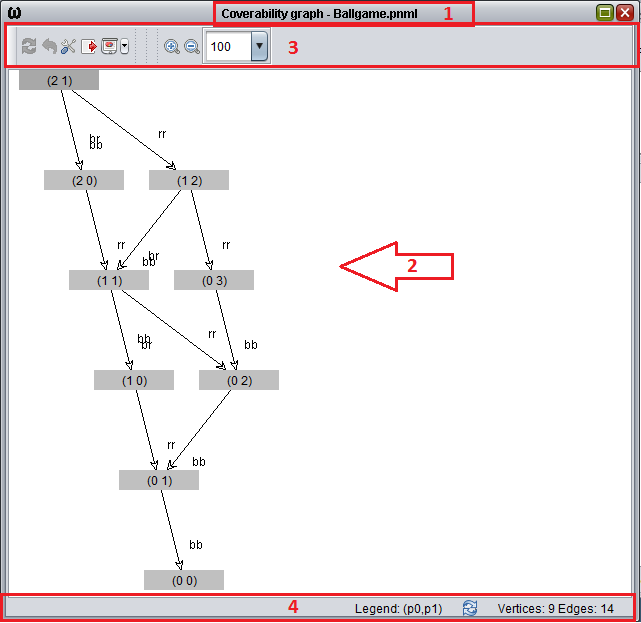 ω Coverability graph - Ballgame.pnml 1
100 3
(2 1)
br
bb
rr
(2 0)
(1 2)
rr
br
bb
rr
2
(1 1)
(0 3)
bb
br
rr
bb
(1 0)
(0 2)
rr
bb
(0 1)
bb
(0 0)
4 Legend: (p0,p1) Vertices: 9 Edges: 14